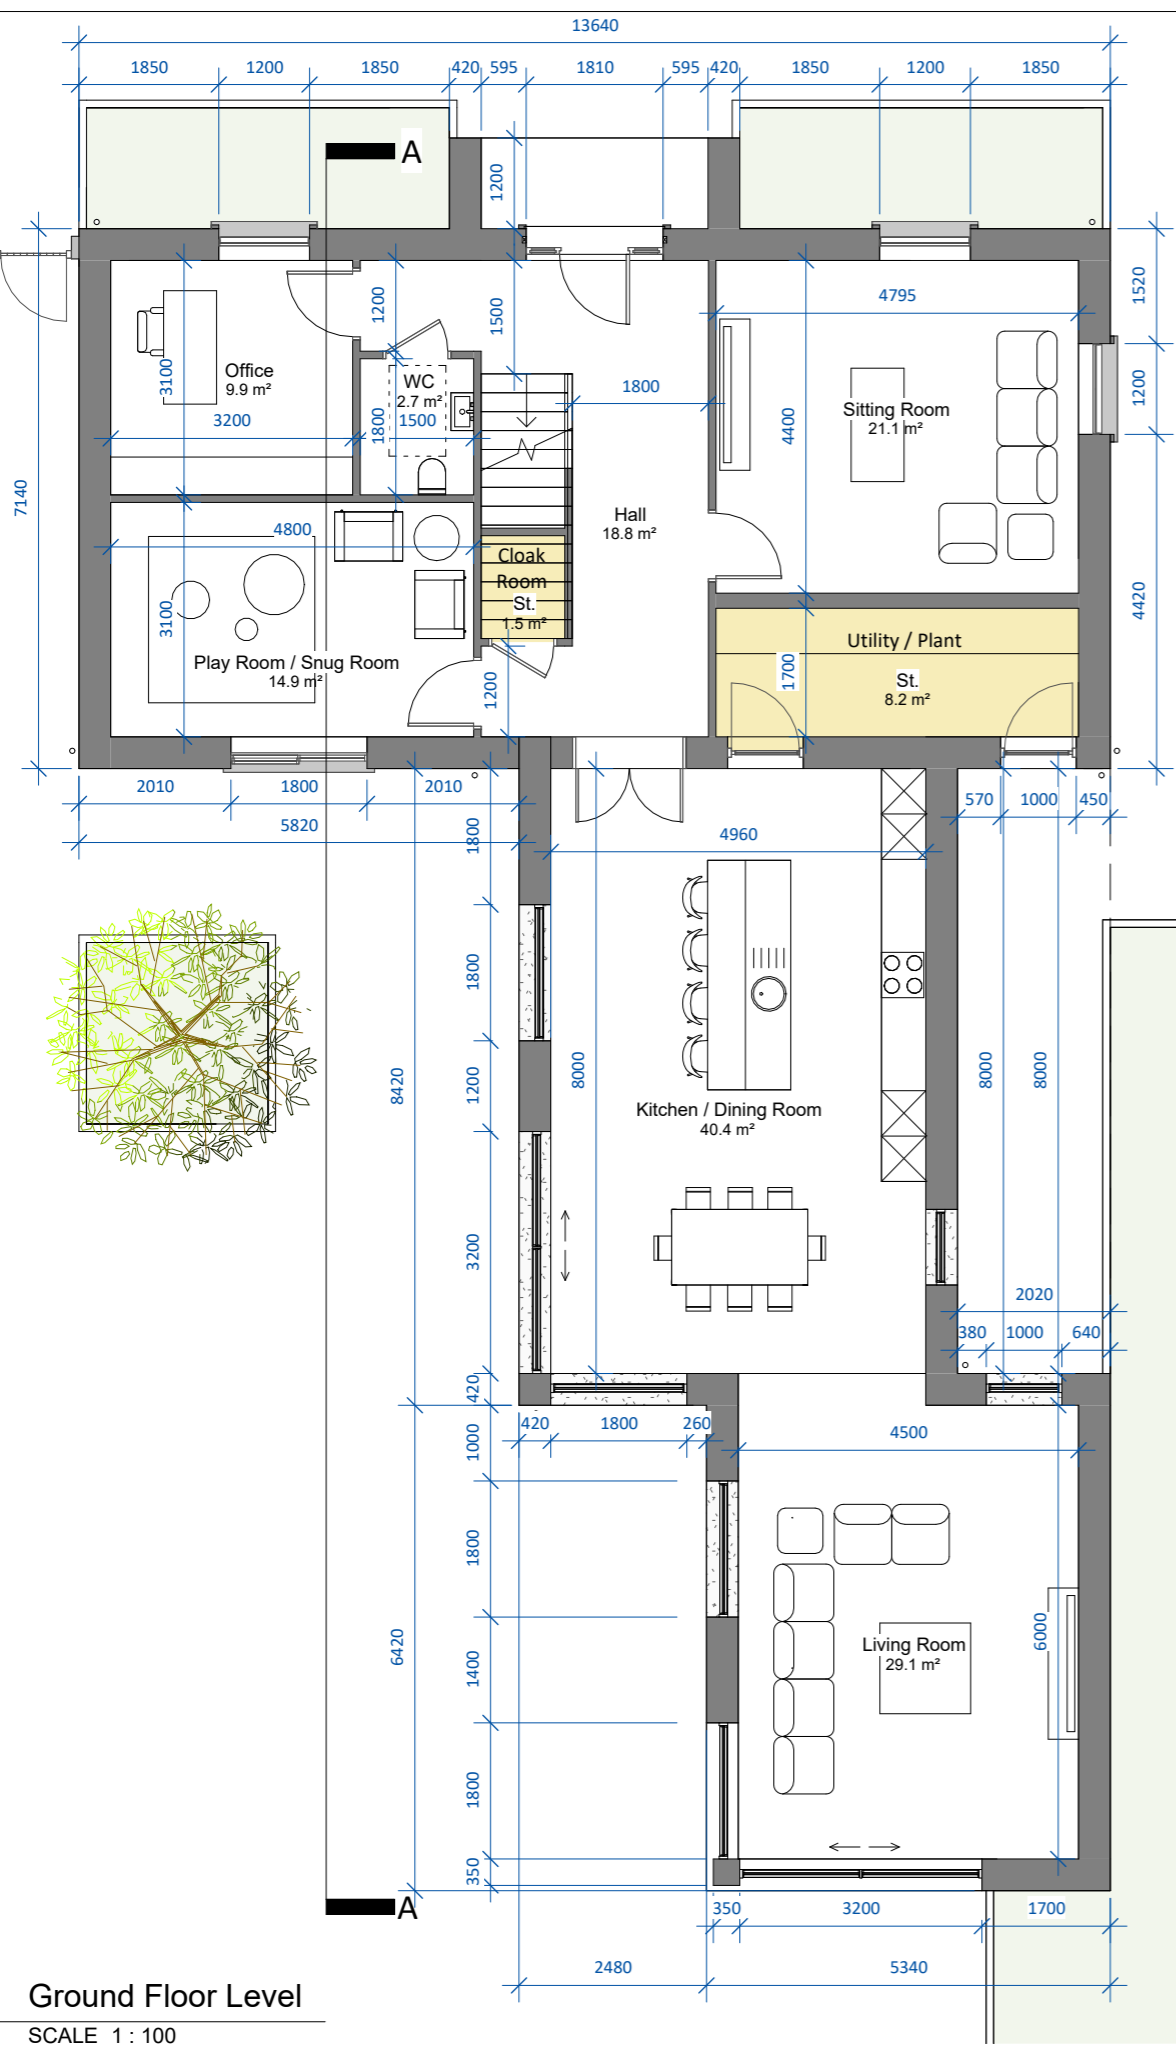 13640
1850 1200 1850 420 595 1810 595 420 1850 1200 1850
A
1200
1200
1500
4795
1520
3100
Office
9.9 m²
WC
2.7 m²
1800
1200
3200
1800
1500
4400
Sitting Room
21.1 m²
7140
4800
Hall
18.8 m²
Cloak
Room
St.
1.5 m²
3100
4420
Play Room / Snug Room
14.9 m²
1200
Utility / Plant
1700
St.
8.2 m²
2010 1800 2010
570 1000 450
5820
1800
4960
1800
8420
1200
8000
8000
8000
Kitchen / Dining Room
40.4 m²
3200
2020
380 1000 640
420
420 1800 260
1000
4500
1800
6420
1400
Living Room
29.1 m²
6000
1800
350
A
350 3200 1700
2480 5340
Ground Floor Level
SCALE 1 : 100